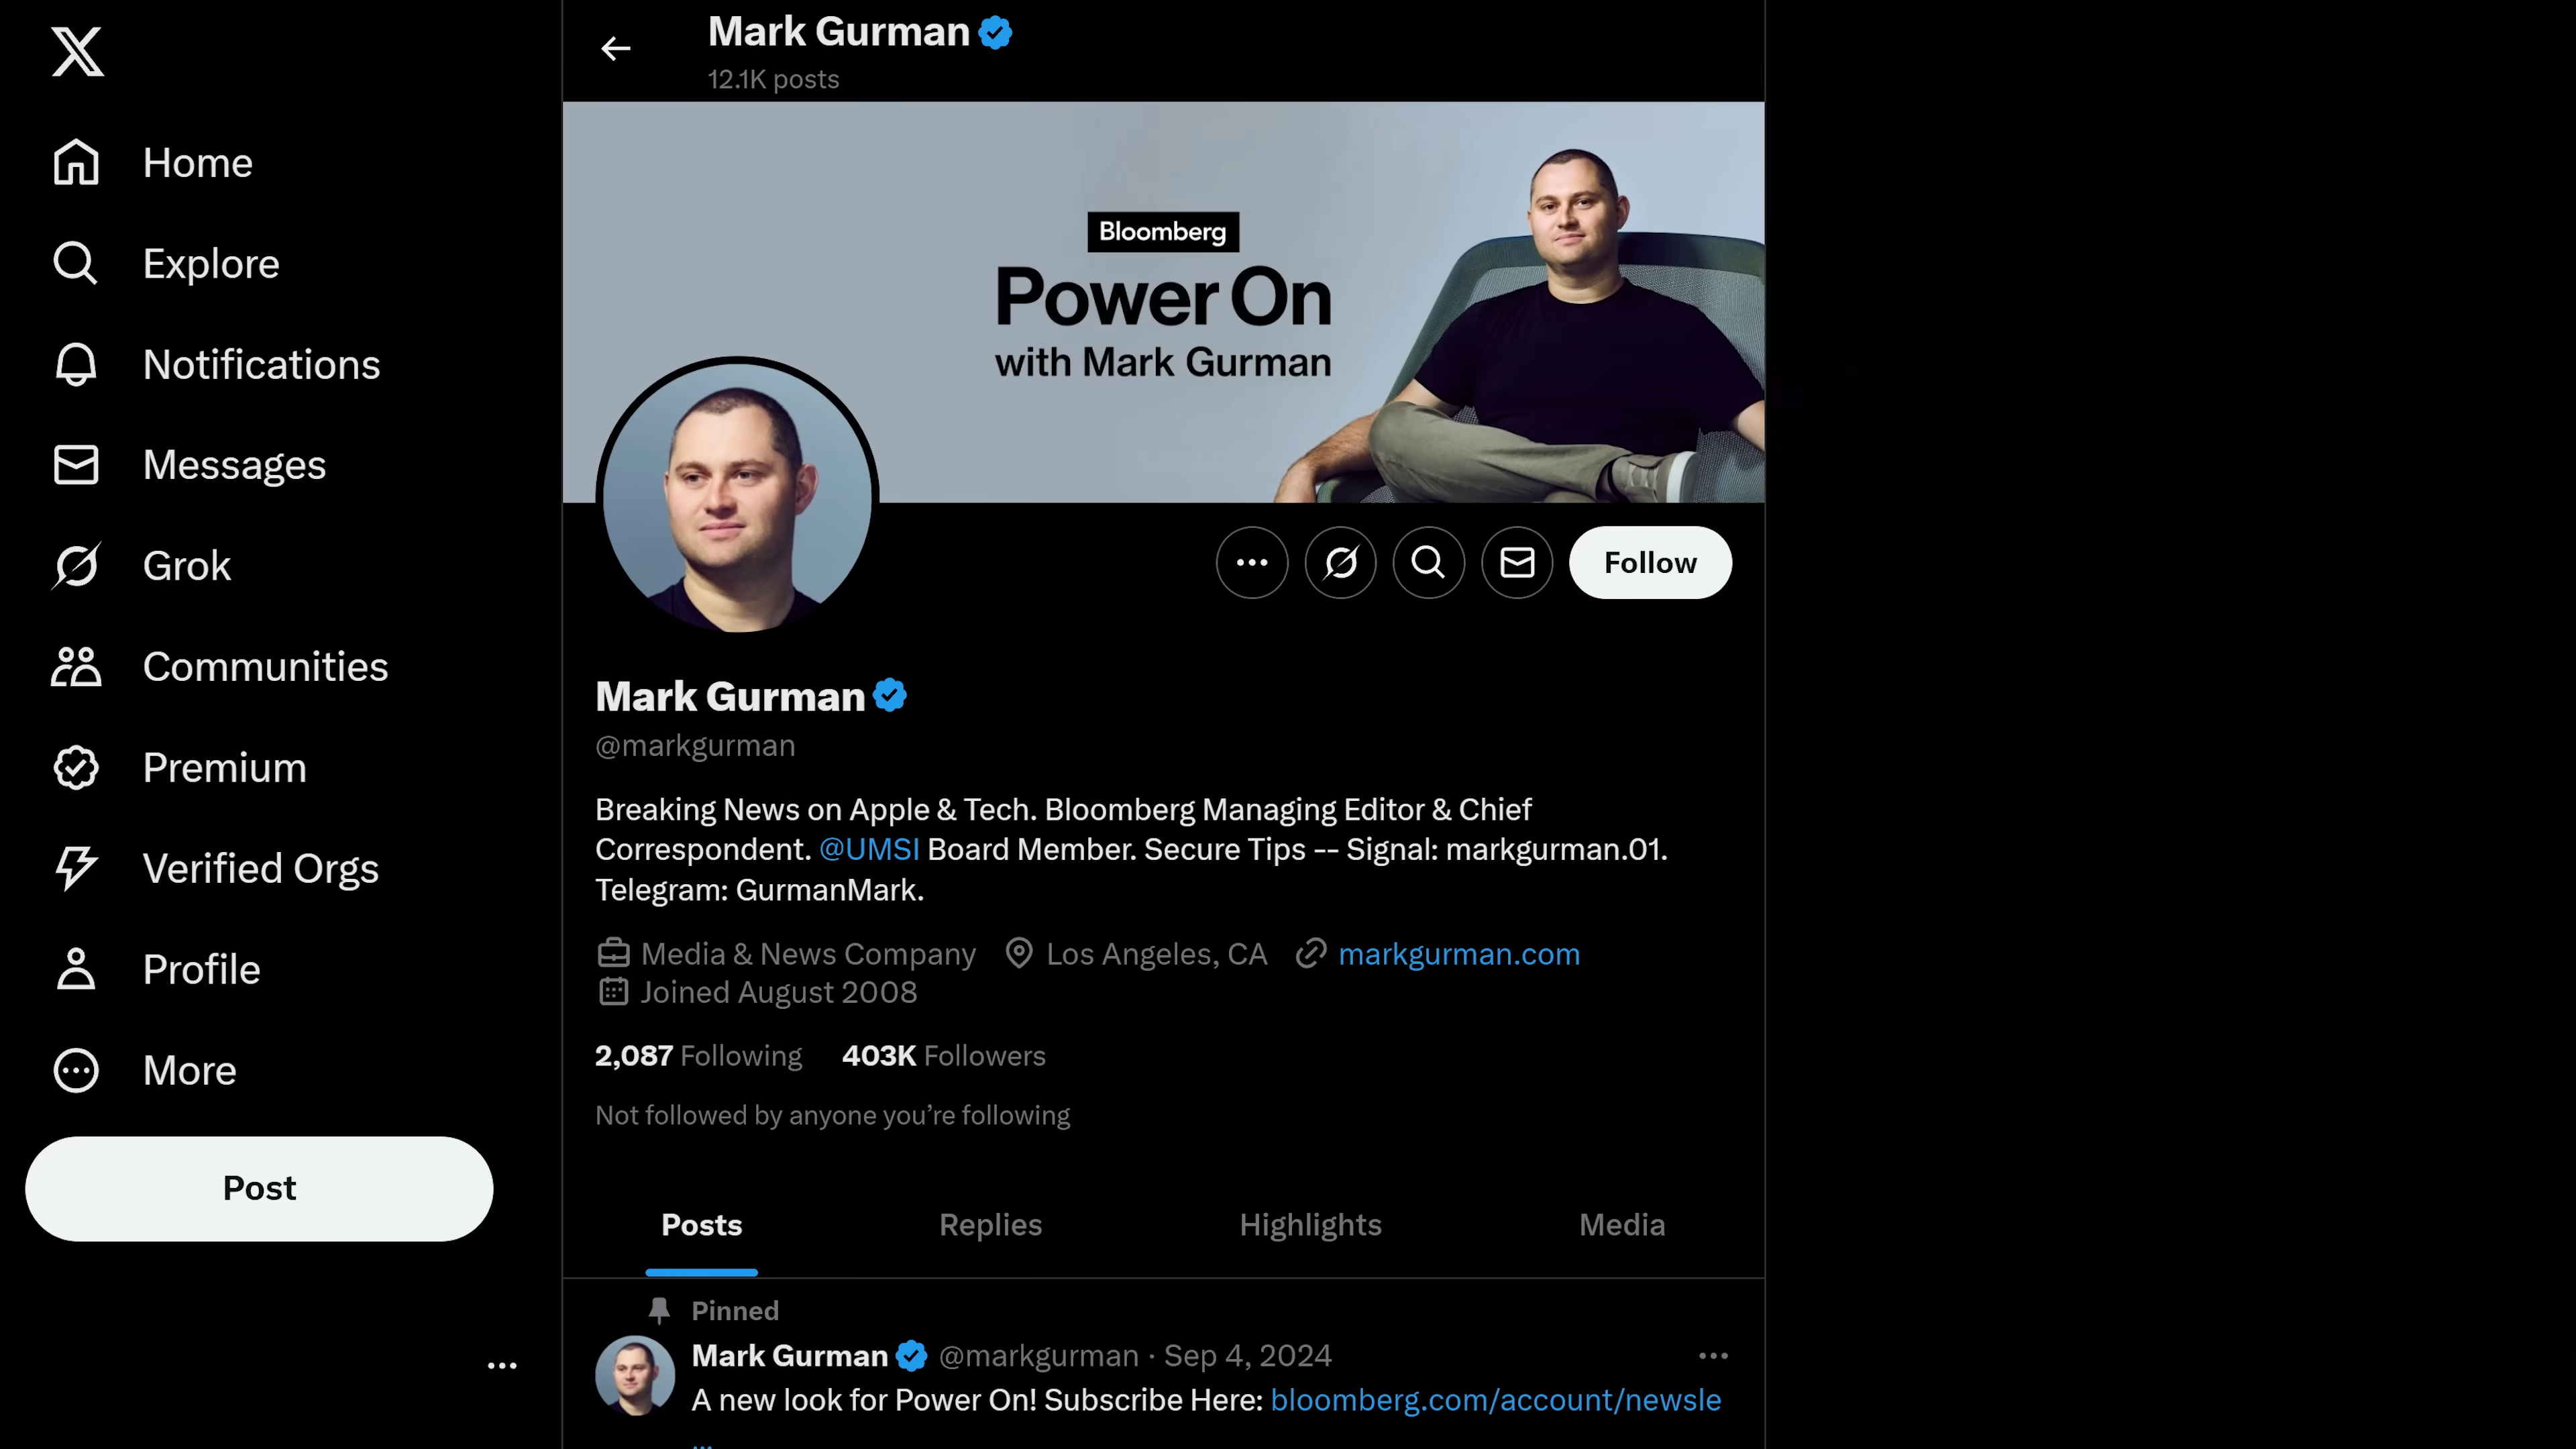 Home
Explore
Notifications
Messages
Grok
Communities
Premium
Verified Orgs
Profile
More
Post
Mark Gurman
12.1K posts
Bloomberg
Power On
with Mark Gurman
Follow
Mark Gurman
@markgurman
Breaking News on Apple & Tech. Bloomberg Managing Editor & Chief
Correspondent. @UMSI Board Member. Secure Tips -- Signal: markgurman.01.
Telegram: GurmanMark.
Media & News Company Los Angeles, CA markgurman.com
Joined August 2008
2,087 Following 403K Followers
Not followed by anyone you’re following
Posts Replies Highlights Media
Pinned
Mark Gurman @markgurman · Sep 4, 2024
A new look for Power On! Subscribe Here: bloomberg.com/account/newsle
…